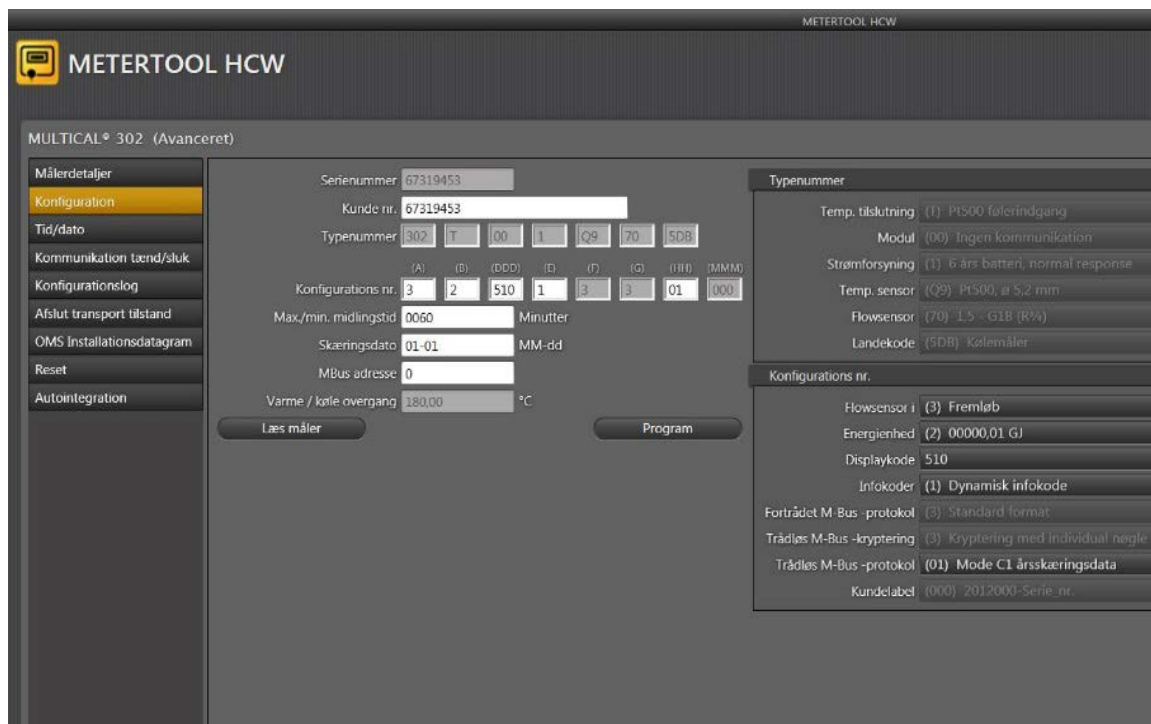 METERTOOL HCW
METERTOOL HCW
MULTICAL® 302 (Avanceret)
Målerdetaljer
Konfiguration
Tid/dato
Kommunikation tænd/sluk
Konfigurationslog
Afslut transport tilstand
OMS Installationsdatagram
Reset
Autointegration
Serienummer 67319453
Kunde nr. 67319453
Typenummer 302 T 00 1 Q9 70 5DB
(A) (B) (DDD) (E) (F) (G) (HH) (MMM)
Konfigurations nr. 3 2 510 1 3 3 01 000
Max./min. midlingstid 0060 Minutter
Skæringsdato 01-01 MM-dd
MBus adresse 0
Varme / køle overgang 180,00 °C
Læs måler Program
Typenummer
Temp. tilslutning (T) Pt500 følerindgang
Modul (00) Ingen kommunikation
Strømforsyning (1) 6 års batteri, normal response
Temp. sensor (Q9) Pt500, ø 5,2 mm
Flowsensor (70) 1,5 - G1B (R¾)
Landekode (5DB) Kølemåler
Konfigurations nr.
Flowsensor i (3) Fremløb
Energienhed (2) 00000,01 GJ
Displaykode 510
Infokoder (1) Dynamisk infokode
Fortrådet M-Bus -protokol (3) Standard format
Trådløs M-Bus -kryptering (3) Kryptering med individual nøgle
Trådløs M-Bus -protokol (01) Mode C1 årsskæringsdata
Kundelabel (000) 2012000-Serie_nr.